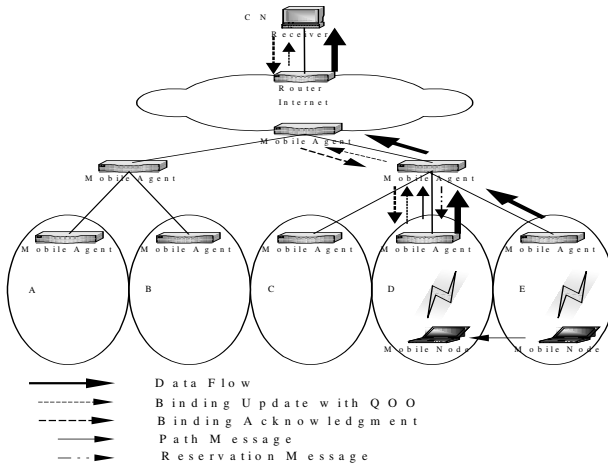 CN
Receiver
Router
Internet
Mobile Agent
Mobile Agent
Mobile Agent
Mobile Agent
Mobile Agent
Mobile Agent
Mobile Agent
Mobile Agent
A
B
C
D
E
Mobile Node
Mobile Node
Data Flow
Binding Update with QOO
Binding Acknowledgment
Path Message
Reservation Message